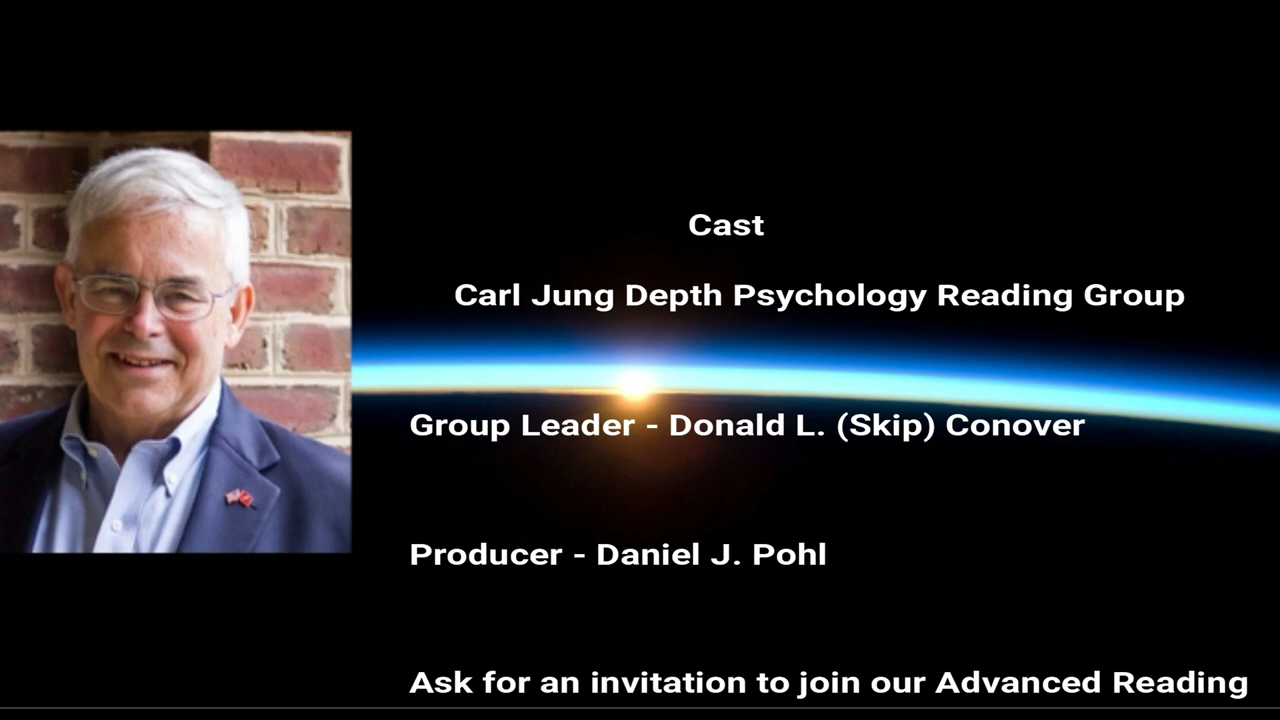 Cast
Carl Jung Depth Psychology Reading Group
Group Leader - Donald L. (Skip) Conover
Producer - Daniel J. Pohl
Ask for an invitation to join our Advanced Reading